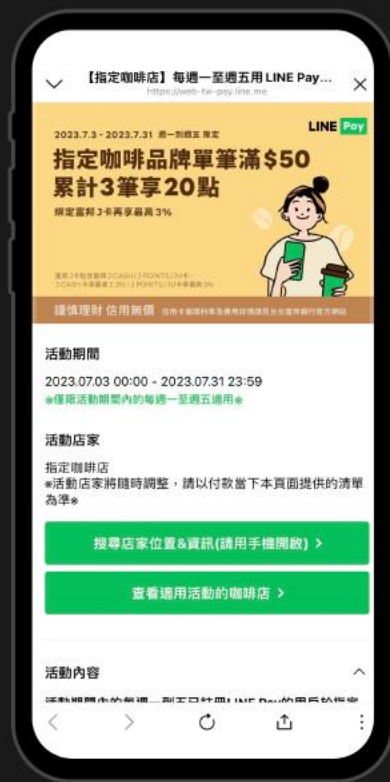 【指定咖啡店】每週一至週五用 LINE Pay...
https://web-tw-pay.line.me
2023.7.3 - 2023.7.31 週一到週五 限定
LINE Pay
指定咖啡品牌單筆滿$50
累計3筆享20點
綁定富邦J卡再享最高3%
謹慎理財 信用無價
活動期間
2023.07.03 00:00 - 2023.07.31 23:59
※僅限活動期間內的每週一至週五適用※
活動店家
指定咖啡店
※活動店家將隨時調整，請以付款當下本頁面提供的清單
為準※
搜尋店家位置&資訊(請用手機開啟) >
查看適用活動的咖啡店 >
活動內容